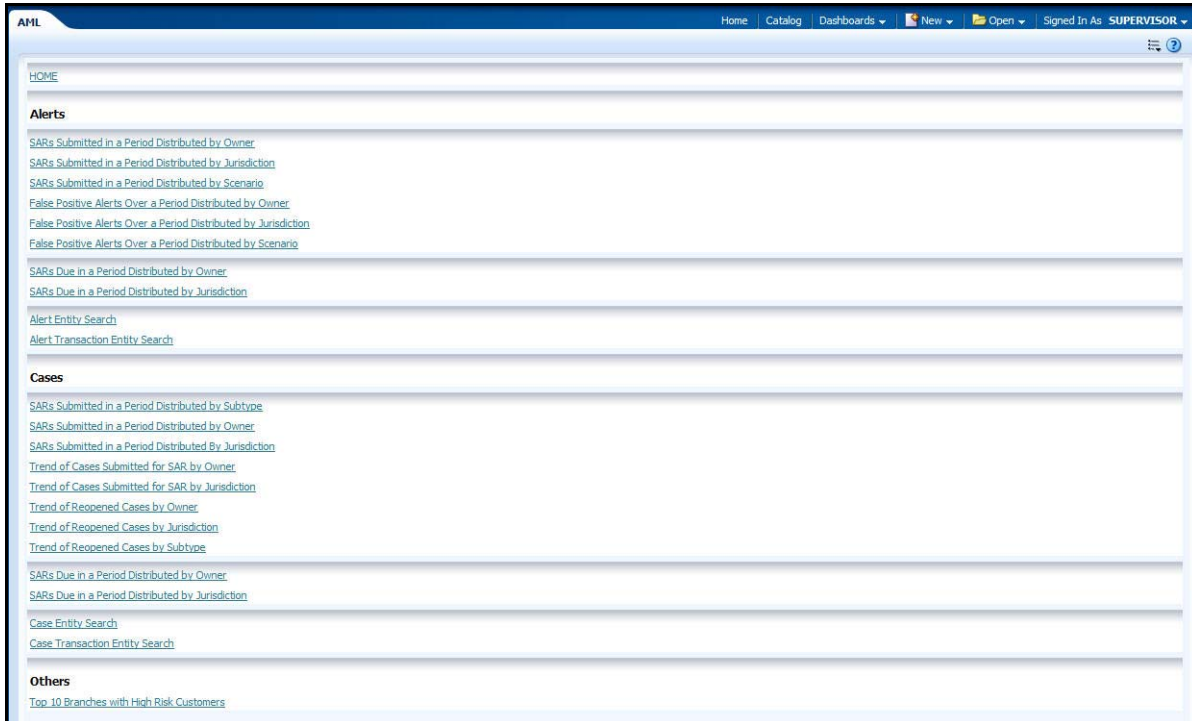 AML
Home Catalog Dashboards New Open Signed In As SUPERVISOR
HOME
Alerts
SARs Submitted in a Period Distributed by Owner
SARs Submitted in a Period Distributed by Jurisdiction
SARs Submitted in a Period Distributed by Scenario
False Positive Alerts Over a Period Distributed by Owner
False Positive Alerts Over a Period Distributed by Jurisdiction
False Positive Alerts Over a Period Distributed by Scenario
SARs Due in a Period Distributed by Owner
SARs Due in a Period Distributed by Jurisdiction
Alert Entity Search
Alert Transaction Entity Search
Cases
SARs Submitted in a Period Distributed by Subtype
SARs Submitted in a Period Distributed by Owner
SARs Submitted in a Period Distributed By Jurisdiction
Trend of Cases Submitted for SAR by Owner
Trend of Cases Submitted for SAR by Jurisdiction
Trend of Reopened Cases by Owner
Trend of Reopened Cases by Jurisdiction
Trend of Reopened Cases by Subtype
SARs Due in a Period Distributed by Owner
SARs Due in a Period Distributed by Jurisdiction
Case Entity Search
Case Transaction Entity Search
Others
Top 10 Branches with High Risk Customers